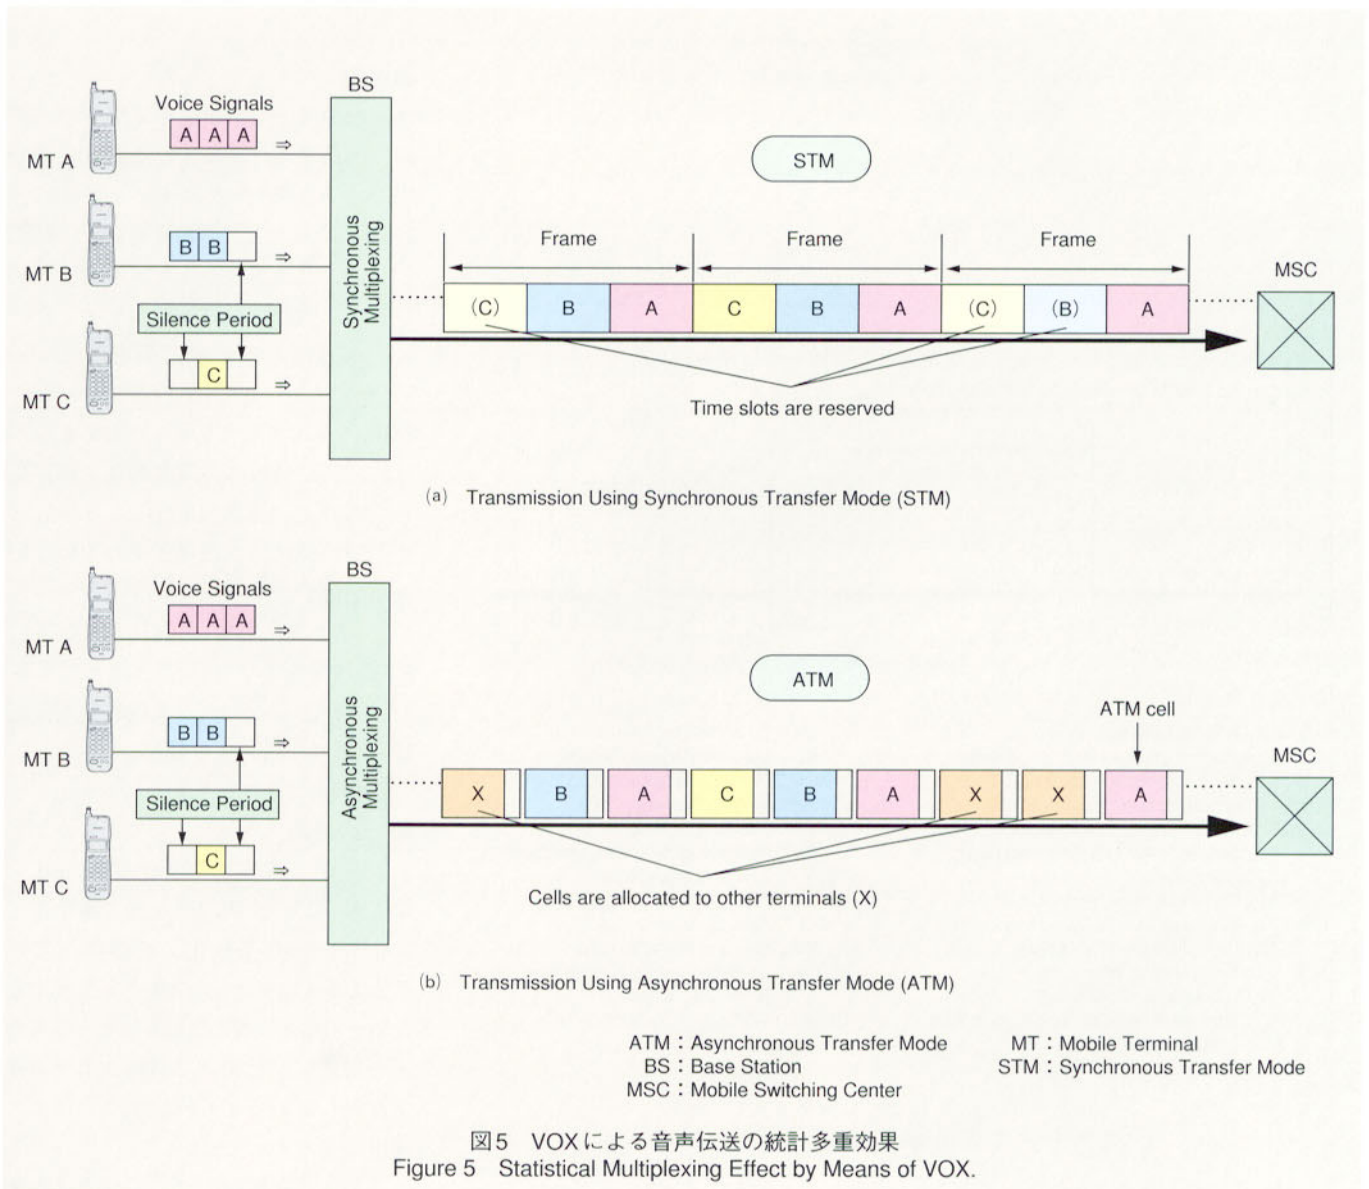 BS
Voice Signals
A A A ⇒
MT A
STM
B B ⇒
MT B
Silence Period
C ⇒
MT C
Synchronous
Multiplexing
Frame Frame Frame
(C) B A C B A (C) (B) A
MSC
Time slots are reserved
(a) Transmission Using Synchronous Transfer Mode (STM)
BS
Voice Signals
A A A ⇒
MT A
ATM
B B ⇒
MT B
Silence Period
C ⇒
MT C
Asynchronous
Multiplexing
ATM cell
X B A C B A X X A
MSC
Cells are allocated to other terminals (X)
(b) Transmission Using Asynchronous Transfer Mode (ATM)
ATM：Asynchronous Transfer Mode
BS：Base Station
MSC：Mobile Switching Center
MT：Mobile Terminal
STM：Synchronous Transfer Mode
図5 VOXによる音声伝送の統計多重効果
Figure 5 Statistical Multiplexing Effect by Means of VOX.